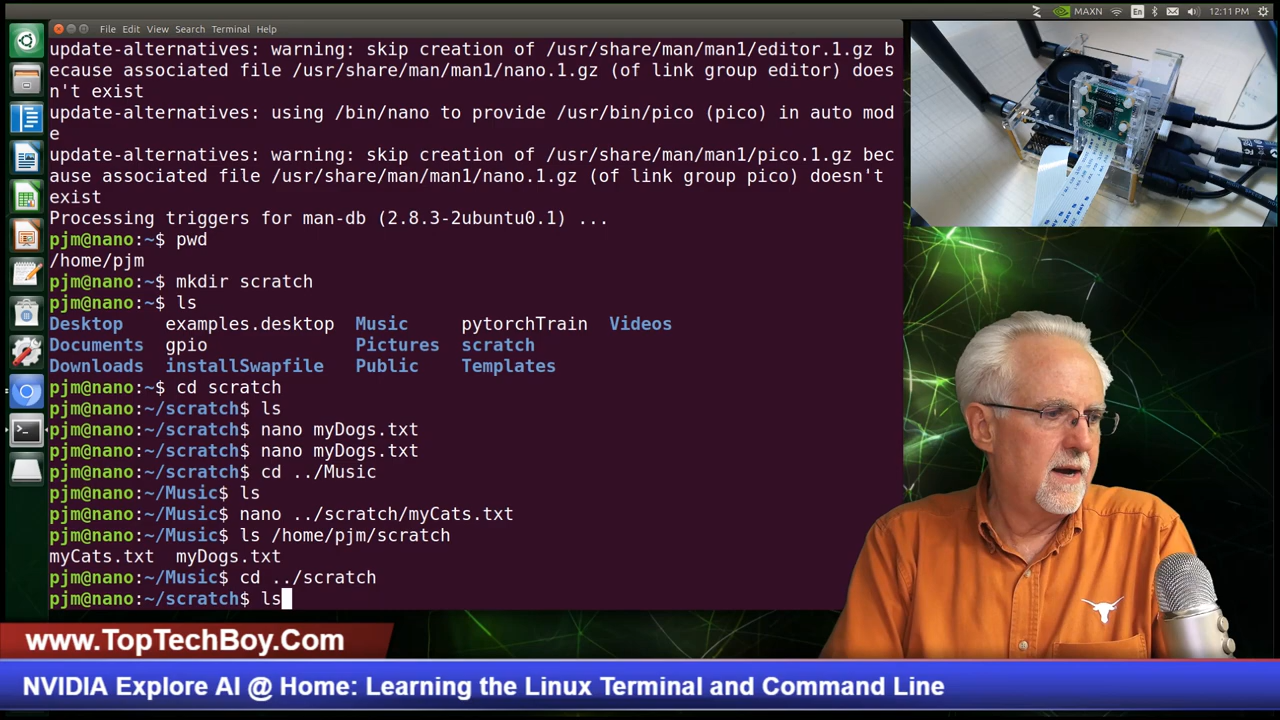 MAXN En 12:11 PM
File Edit View Search Terminal Help
update-alternatives: warning: skip creation of /usr/share/man/man1/editor.1.gz b
ecause associated file /usr/share/man/man1/nano.1.gz (of link group editor) does
n't exist
update-alternatives: using /bin/nano to provide /usr/bin/pico (pico) in auto mod
e
update-alternatives: warning: skip creation of /usr/share/man/man1/pico.1.gz bec
ause associated file /usr/share/man/man1/nano.1.gz (of link group pico) doesn't
exist
Processing triggers for man-db (2.8.3-2ubuntu0.1) ...
pjm@nano:~$ pwd
/home/pjm
pjm@nano:~$ mkdir scratch
pjm@nano:~$ ls
Desktop examples.desktop Music pytorchTrain Videos
Documents gpio Pictures scratch
Downloads installSwapfile Public Templates
pjm@nano:~$ cd scratch
pjm@nano:~/scratch$ ls
pjm@nano:~/scratch$ nano myDogs.txt
pjm@nano:~/scratch$ nano myDogs.txt
pjm@nano:~/scratch$ cd ../Music
pjm@nano:~/Music$ ls
pjm@nano:~/Music$ nano ../scratch/myCats.txt
pjm@nano:~/Music$ ls /home/pjm/scratch
myCats.txt myDogs.txt
pjm@nano:~/Music$ cd ../scratch
pjm@nano:~/scratch$ ls
www.TopTechBoy.Com
NVIDIA Explore AI @ Home: Learning the Linux Terminal and Command Line